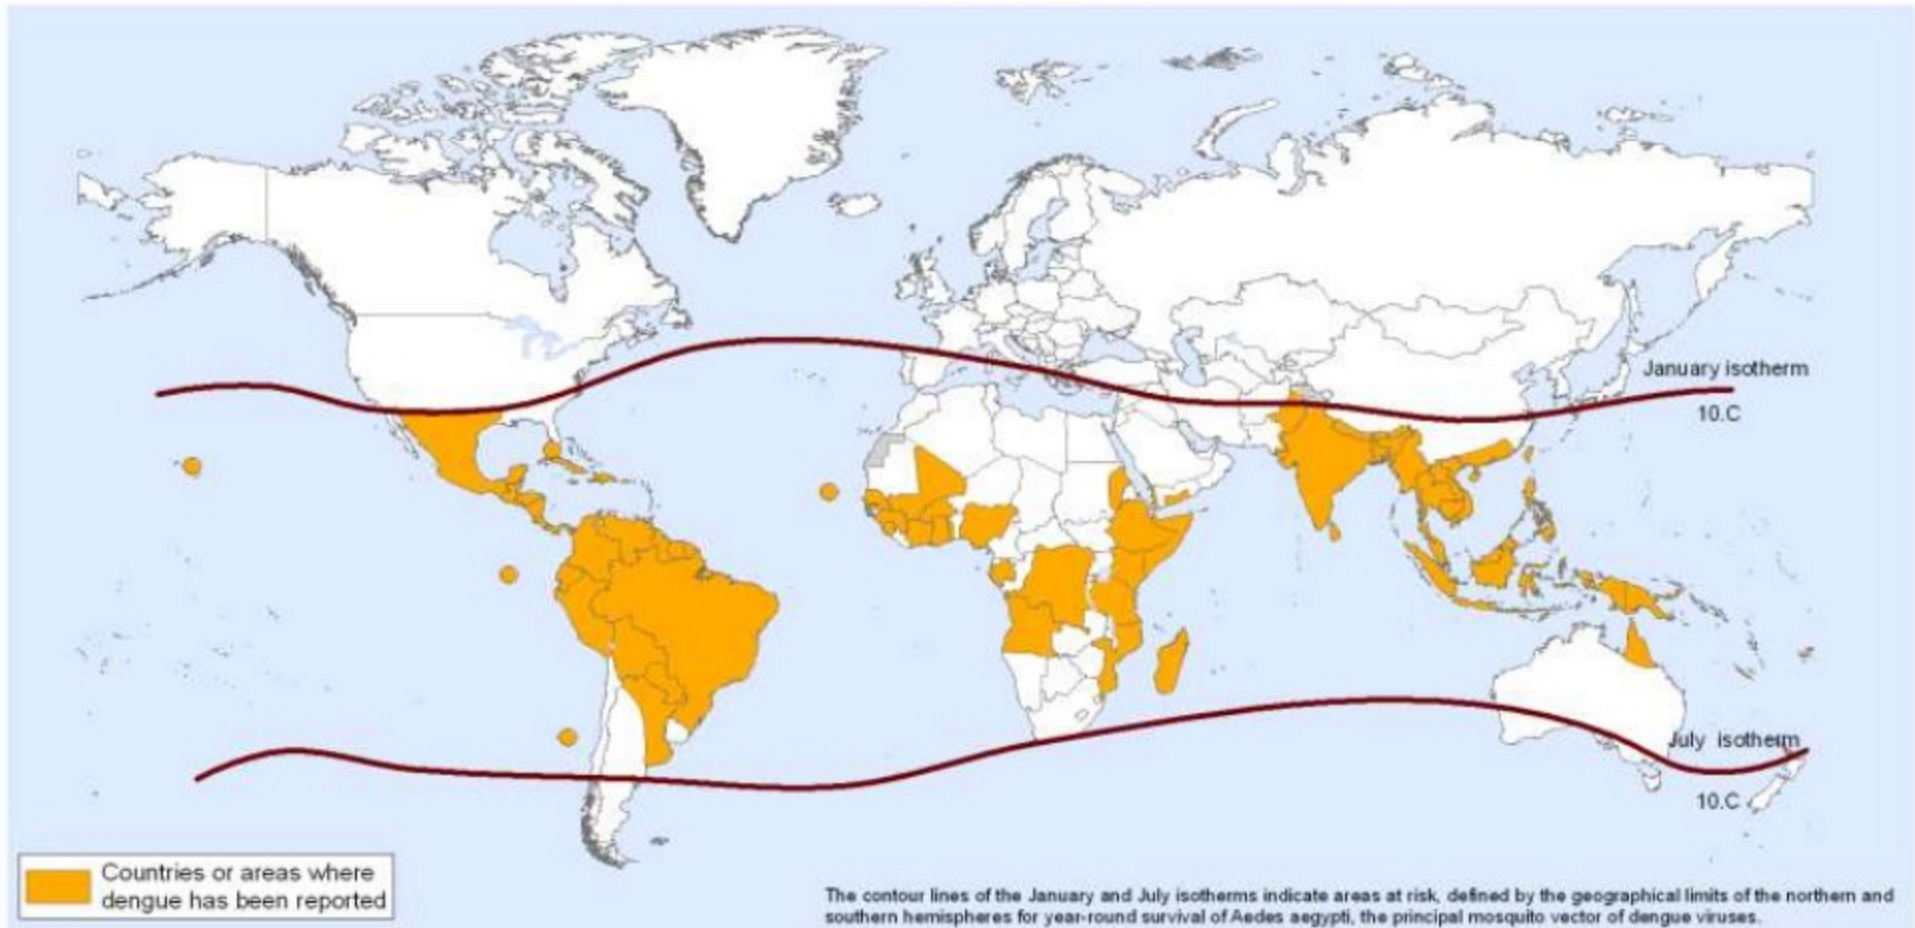 January isotherm
10.C
July isotherm
10.C
Countries or areas where
dengue has been reported
The contour lines of the January and July isotherms indicate areas at risk, defined by the geographical limits of the northern and
southern hemispheres for year-round survival of Aedes aegypti, the principal mosquito vector of dengue viruses.